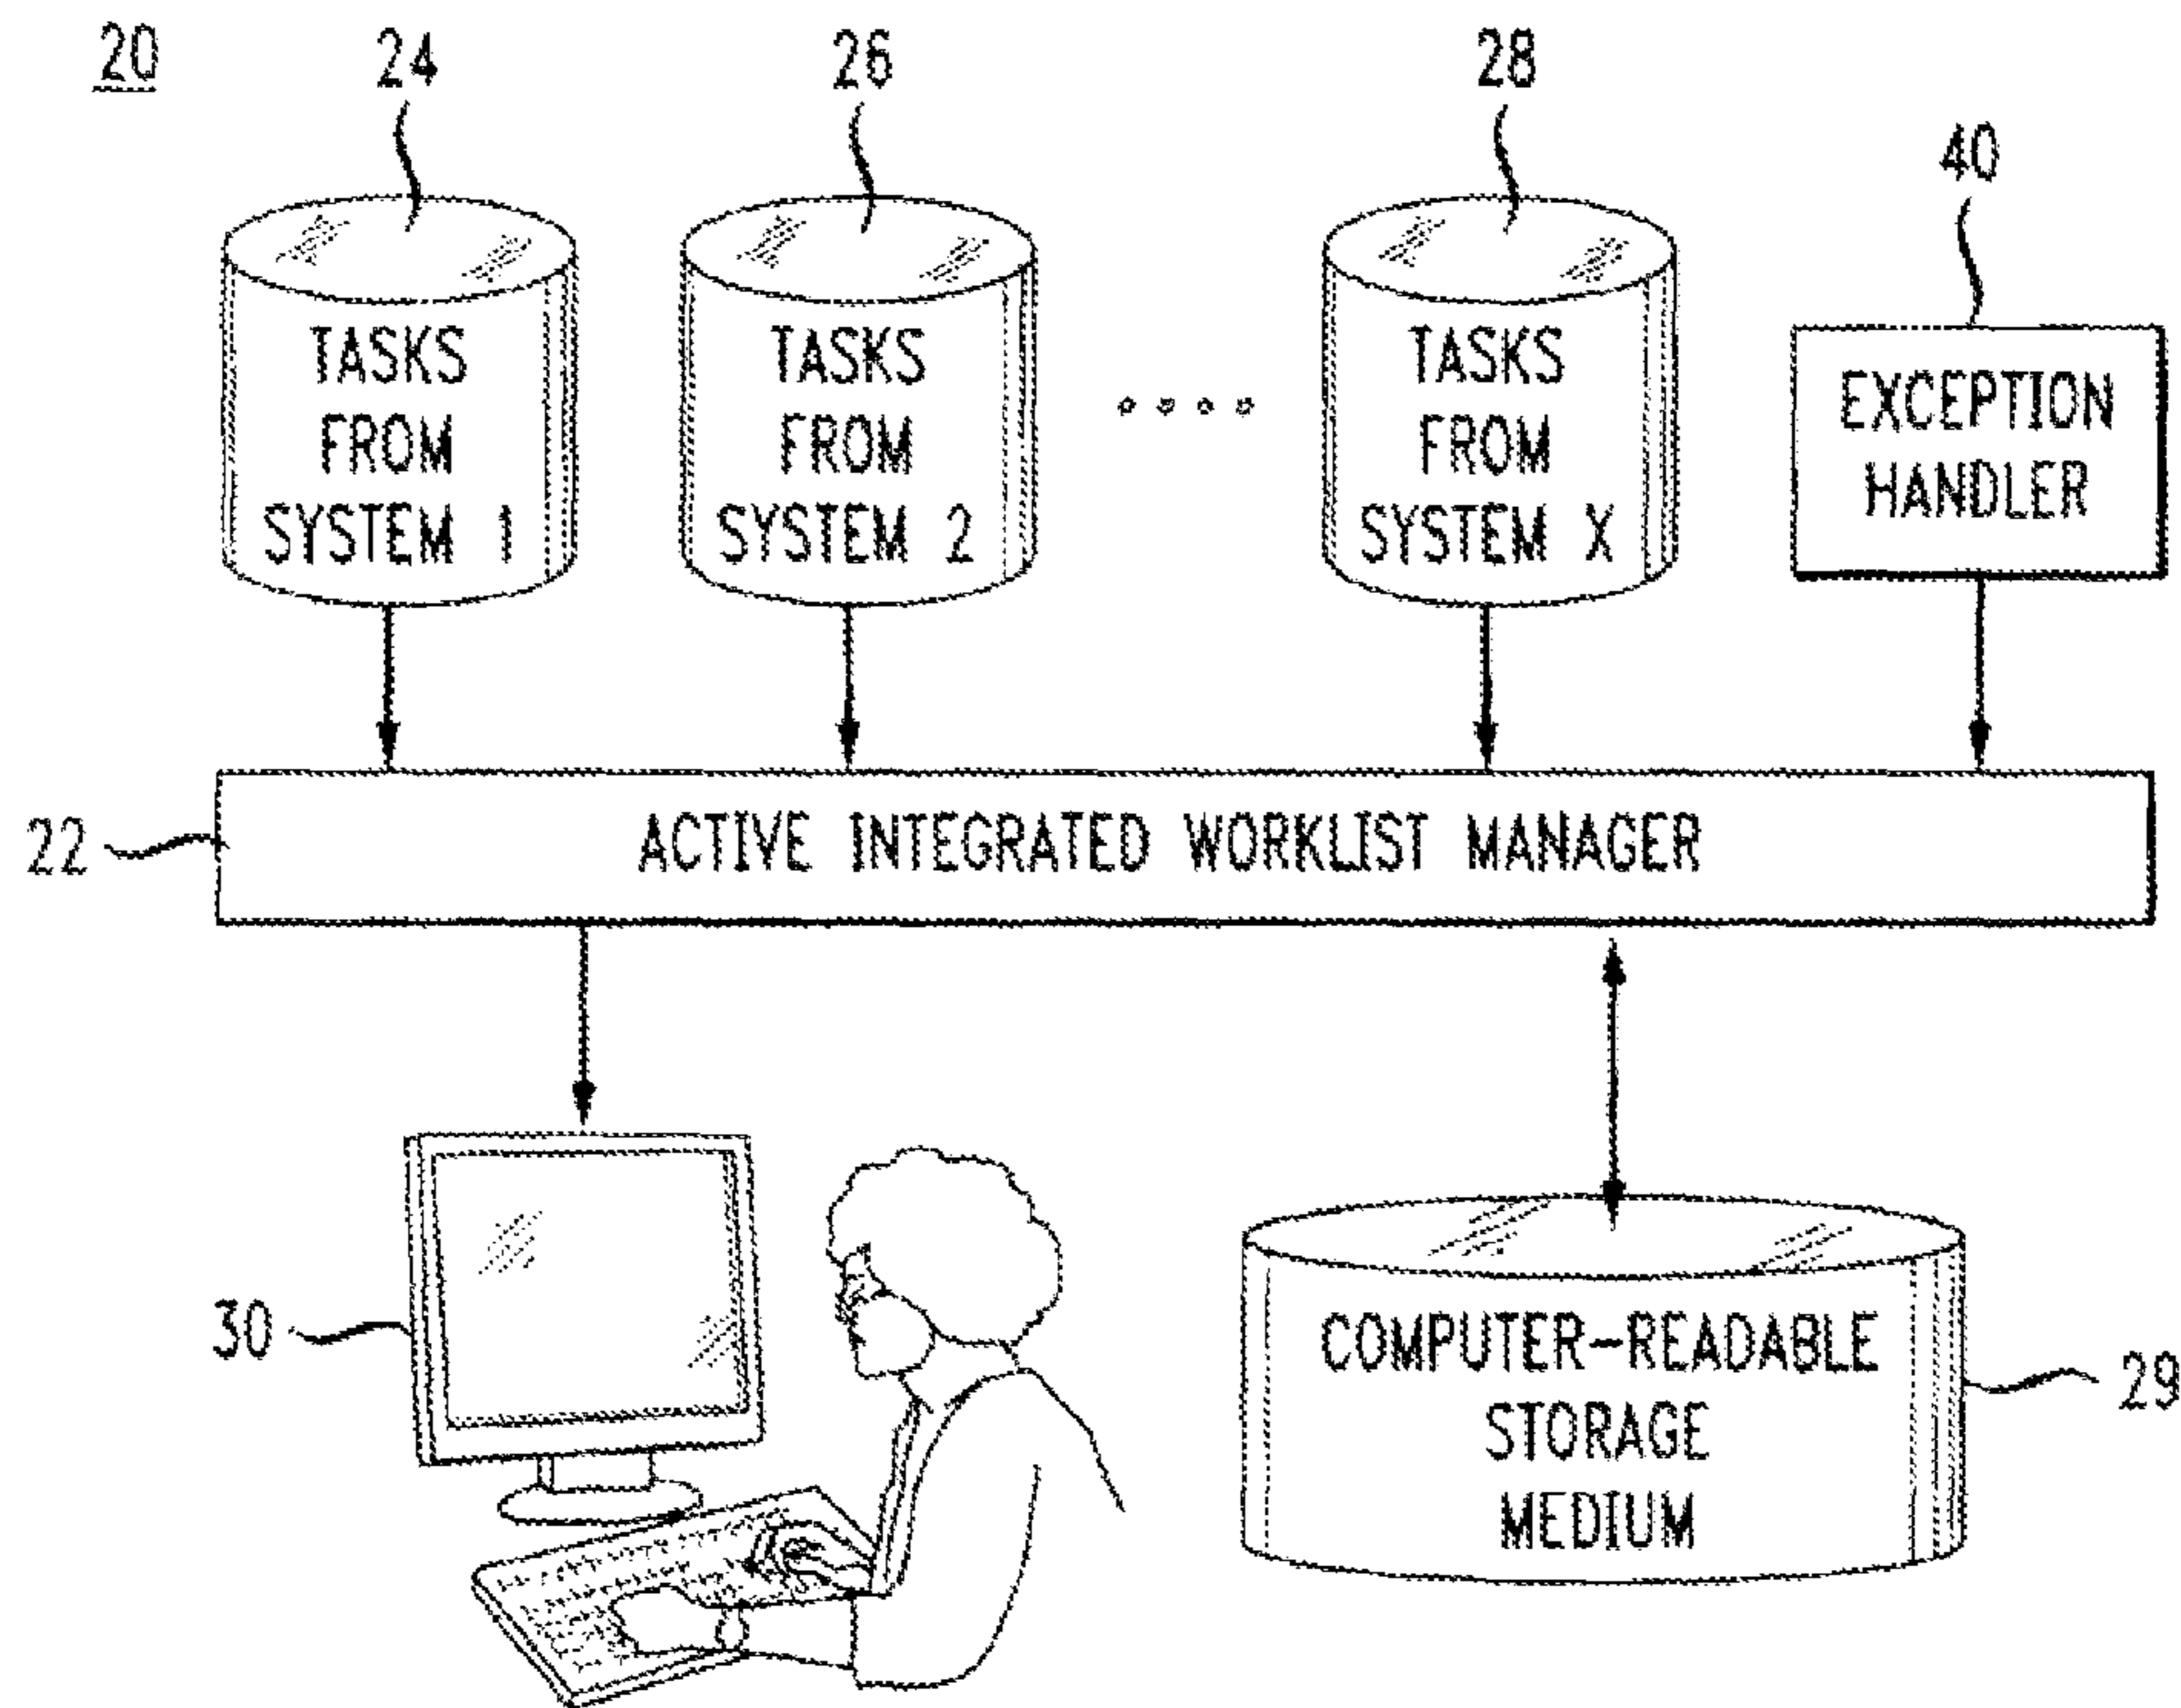 20
24
26
28
40
TASKS
FROM
SYSTEM 1
TASKS
FROM
SYSTEM 2
TASKS
FROM
SYSTEM X
EXCEPTION
HANDLER
22
ACTIVE INTEGRATED WORKLIST MANAGER
30
COMPUTER-READABLE
STORAGE
MEDIUM
29